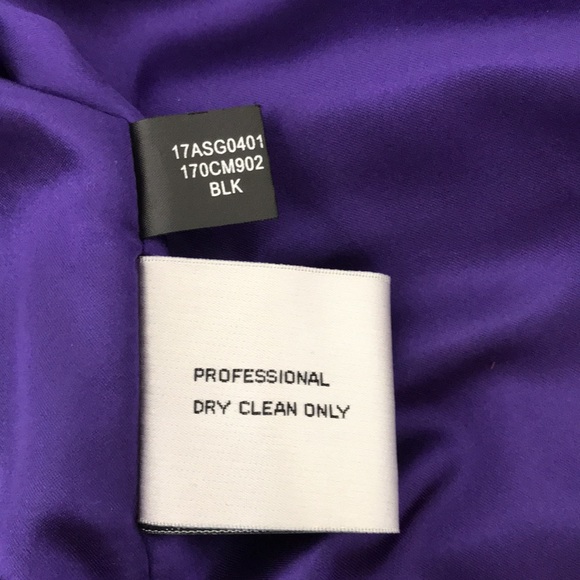 17ASG0401
170CM902
BLK
PROFESSIONAL
DRY CLEAN ONLY